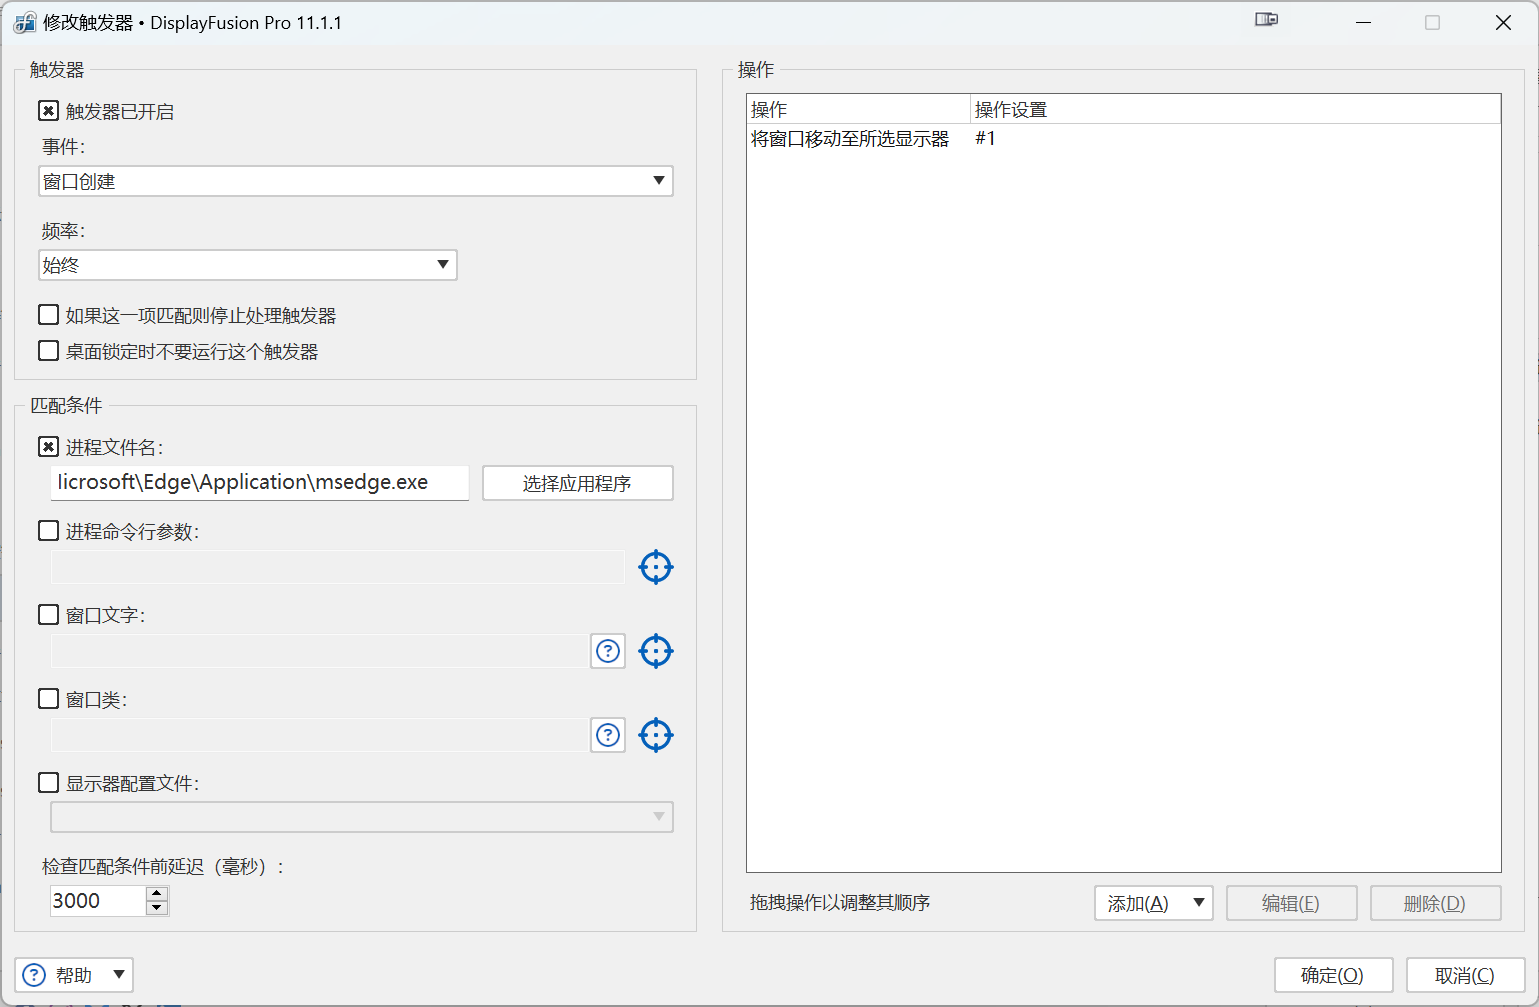 修改触发器 • DisplayFusion Pro 11.1.1
触发器
触发器已开启
事件:
窗口创建
频率:
始终
如果这一项匹配则停止处理触发器
桌面锁定时不要运行这个触发器
匹配条件
进程文件名:
licrosoft\Edge\Application\msedge.exe
选择应用程序
进程命令行参数:
窗口文字:
窗口类:
显示器配置文件:
检查匹配条件前延迟（毫秒）:
3000
操作
操作 操作设置
将窗口移动至所选显示器 #1
拖拽操作以调整其顺序
添加(A)
编辑(E)
删除(D)
帮助
确定(O)
取消(C)